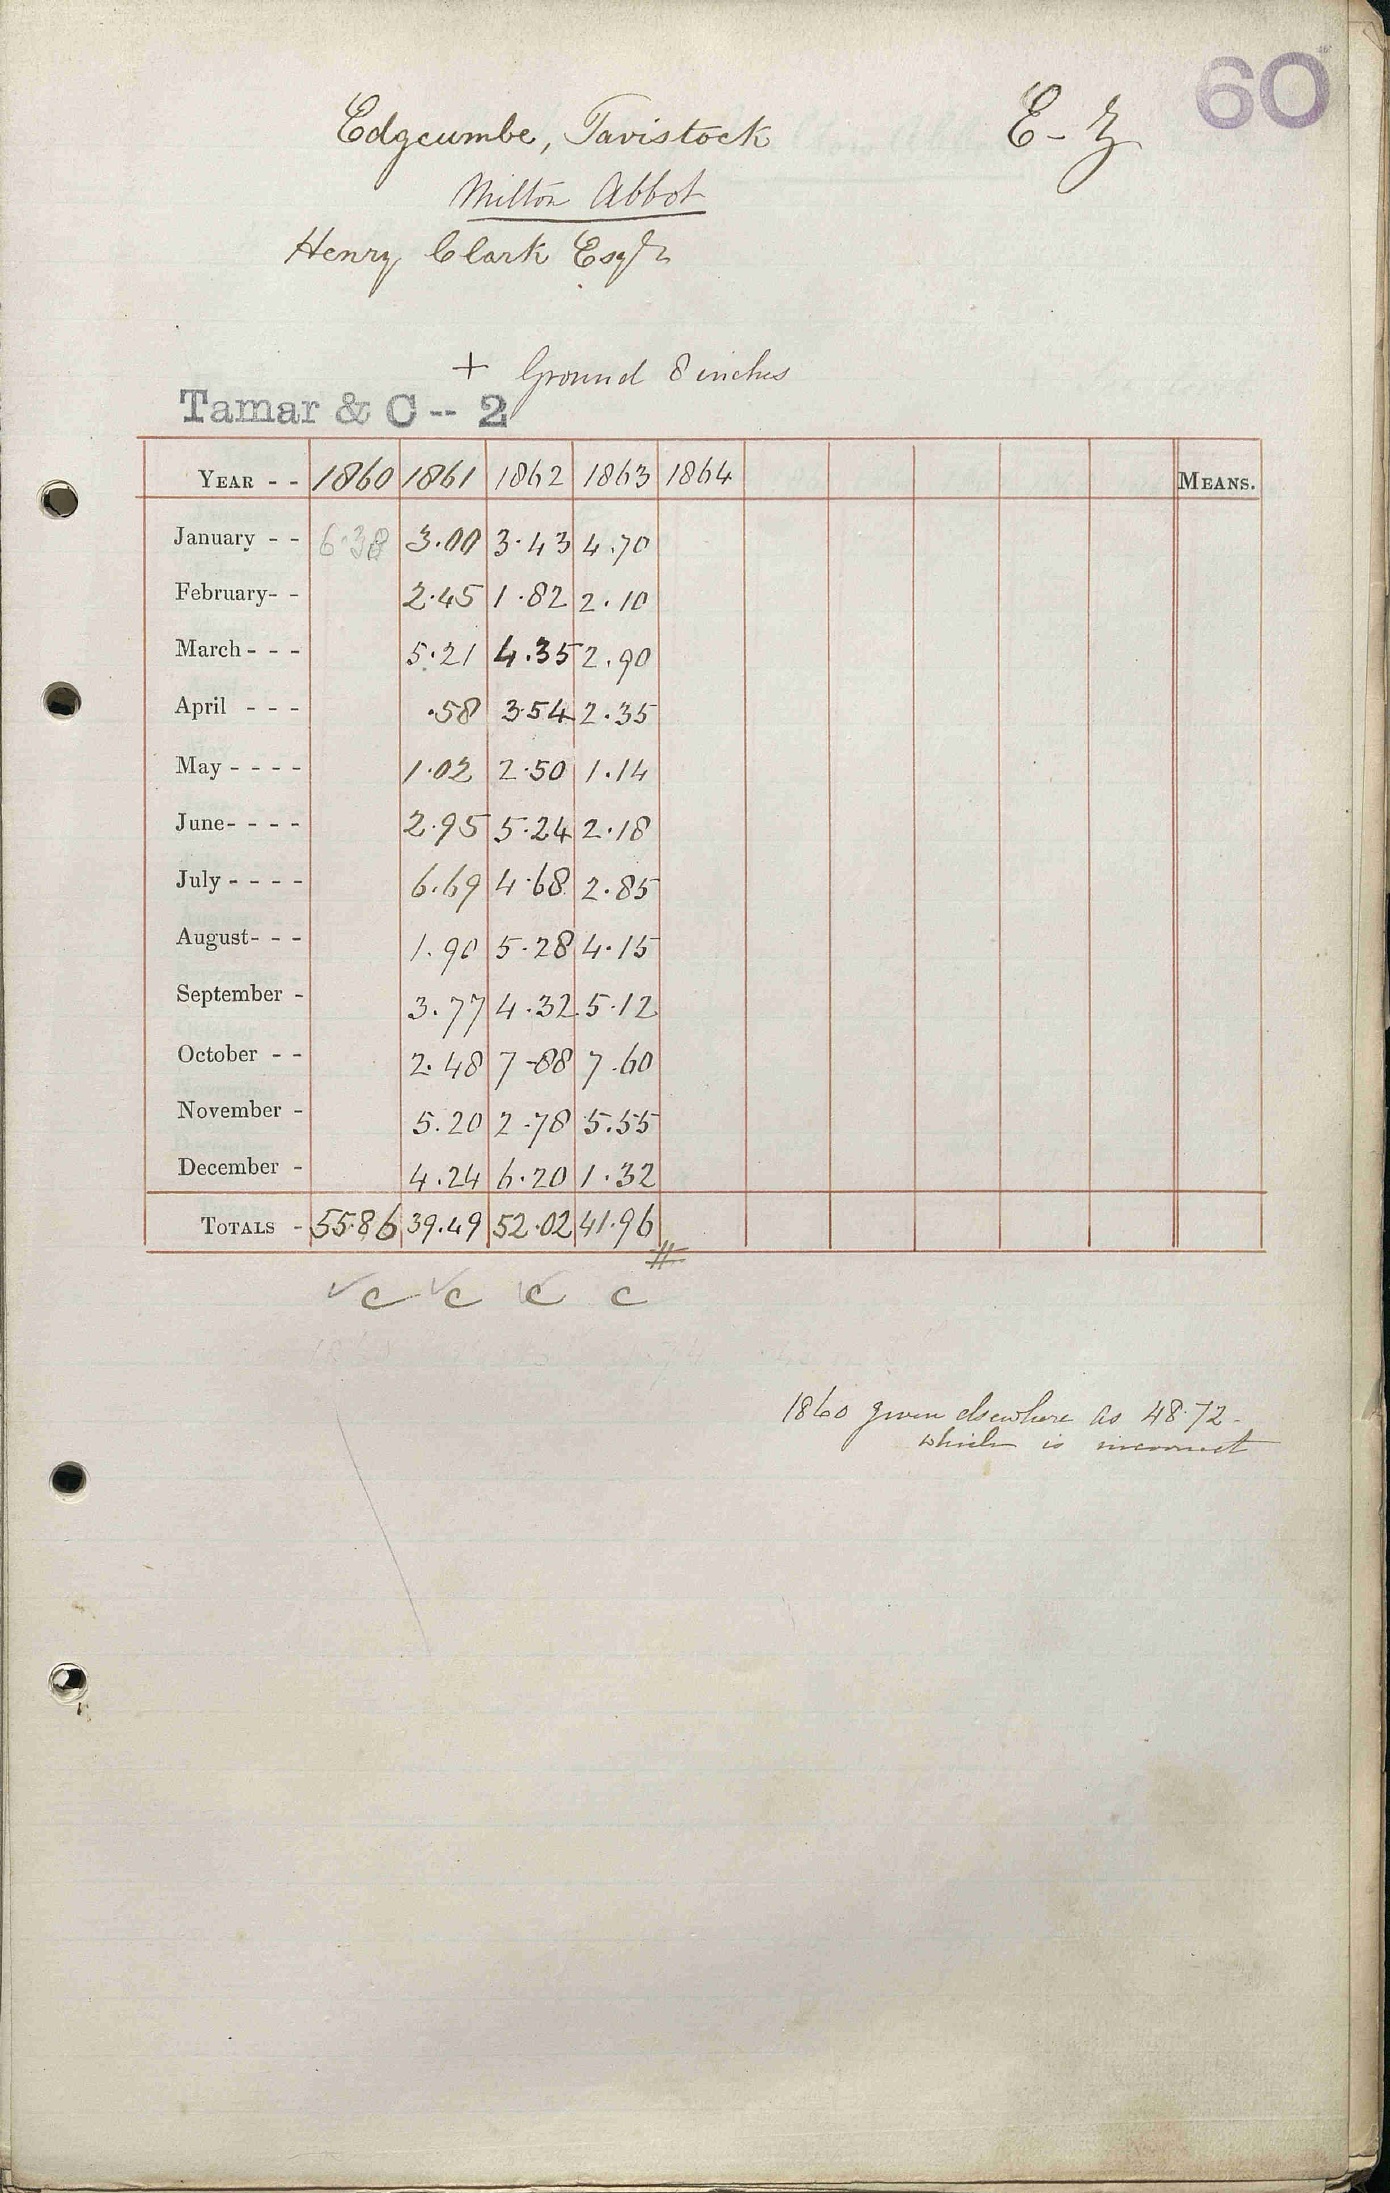 60
Edgcumbe, Tavistock E-Z
Milton Abbot
Henry Clark Esqr
+ Ground 8 inches
Tamar & C -- 2
YEAR - - 1860 1861 1862 1863 1864 MEANS.
January - - 6.38 3.00 3.43 4.70
February- - 2.45 1.82 2.10
March - - - 5.21 4.35 2.90
April - - - .58 3.54 2.35
May - - - - 1.02 2.50 1.14
June- - - - 2.95 5.24 2.18
July - - - - 6.69 4.68 2.85
August- - - 1.90 5.28 4.15
September - 3.77 4.32 5.12
October - - 2.48 7.88 7.60
November - 5.20 2.78 5.55
December - 4.24 6.20 1.32
TOTALS - 55.86 39.49 52.02 41.96
#
✓c ✓c ✓c c
1860 given elsewhere as 48.72 -
which is incorrect